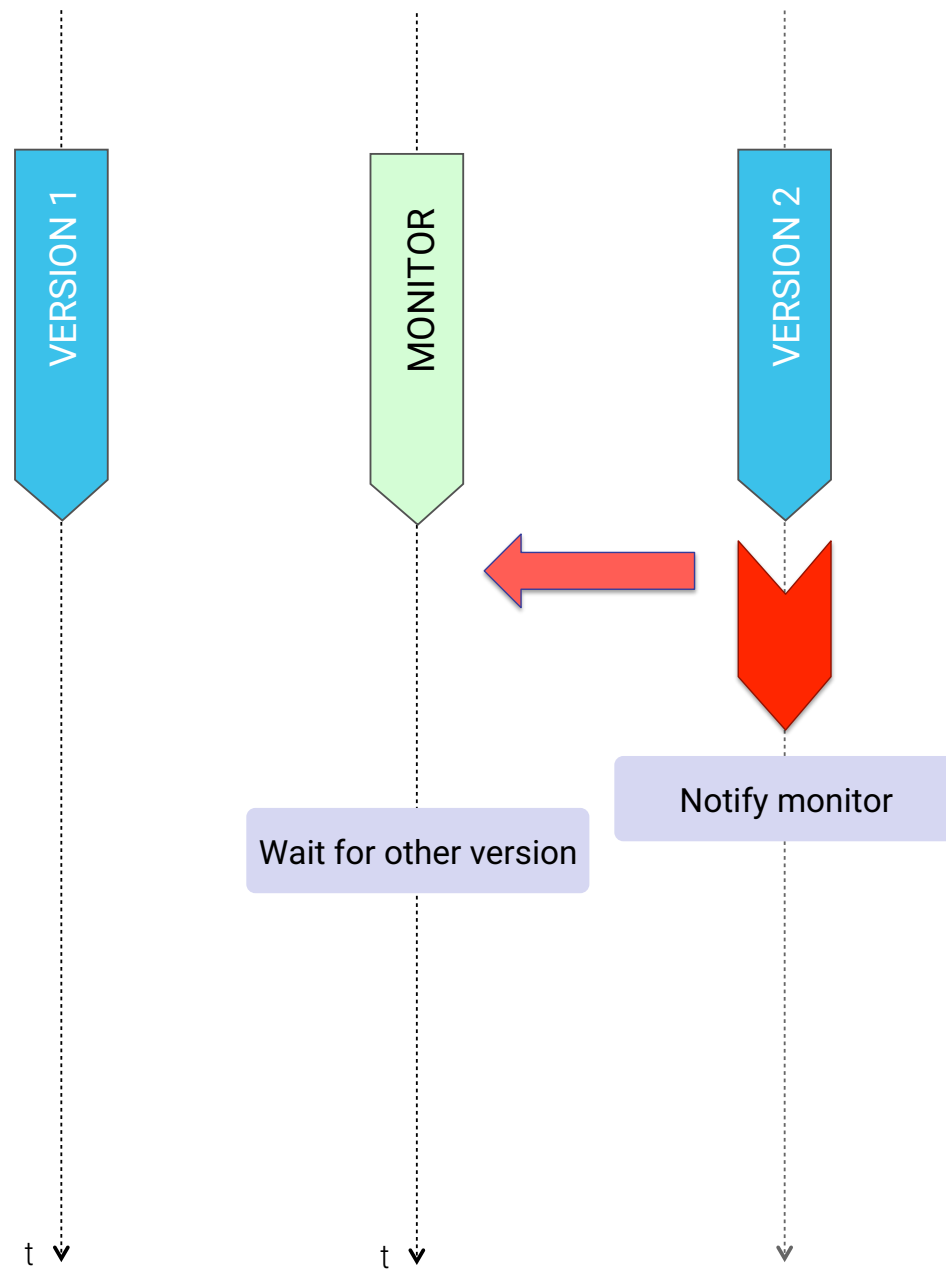 VERSION 1
MONITOR
VERSION 2
Notify monitor
Wait for other version
t
t